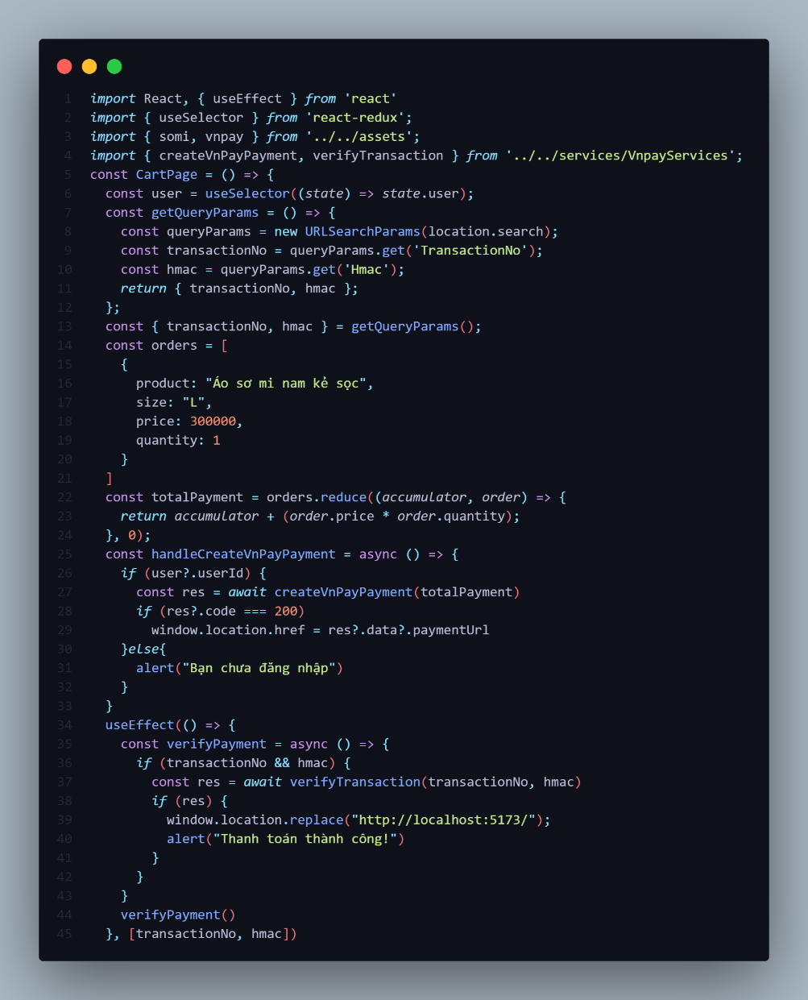 1 import React, { useEffect } from 'react'
2 import { useSelector } from 'react-redux';
3 import { somi, vnpay } from '../../assets';
4 import { createVnPayPayment, verifyTransaction } from '../../services/VnpayServices';
5 const CartPage = () => {
6   const user = useSelector((state) => state.user);
7   const getQueryParams = () => {
8     const queryParams = new URLSearchParams(location.search);
9     const transactionNo = queryParams.get('TransactionNo');
10     const hmac = queryParams.get('Hmac');
11     return { transactionNo, hmac };
12   };
13   const { transactionNo, hmac } = getQueryParams();
14   const orders = [
15     {
16       product: "Áo sơ mi nam kẻ sọc",
17       size: "L",
18       price: 300000,
19       quantity: 1
20     }
21   ]
22   const totalPayment = orders.reduce((accumulator, order) => {
23     return accumulator + (order.price * order.quantity);
24   }, 0);
25   const handleCreateVnPayPayment = async () => {
26     if (user?.userId) {
27       const res = await createVnPayPayment(totalPayment)
28       if (res?.code === 200)
29         window.location.href = res?.data?.paymentUrl
30     }else{
31       alert("Bạn chưa đăng nhập")
32     }
33   }
34   useEffect(() => {
35     const verifyPayment = async () => {
36       if (transactionNo && hmac) {
37         const res = await verifyTransaction(transactionNo, hmac)
38         if (res) {
39           window.location.replace("http://localhost:5173/");
40           alert("Thanh toán thành công!")
41         }
42       }
43     }
44     verifyPayment()
45   }, [transactionNo, hmac])